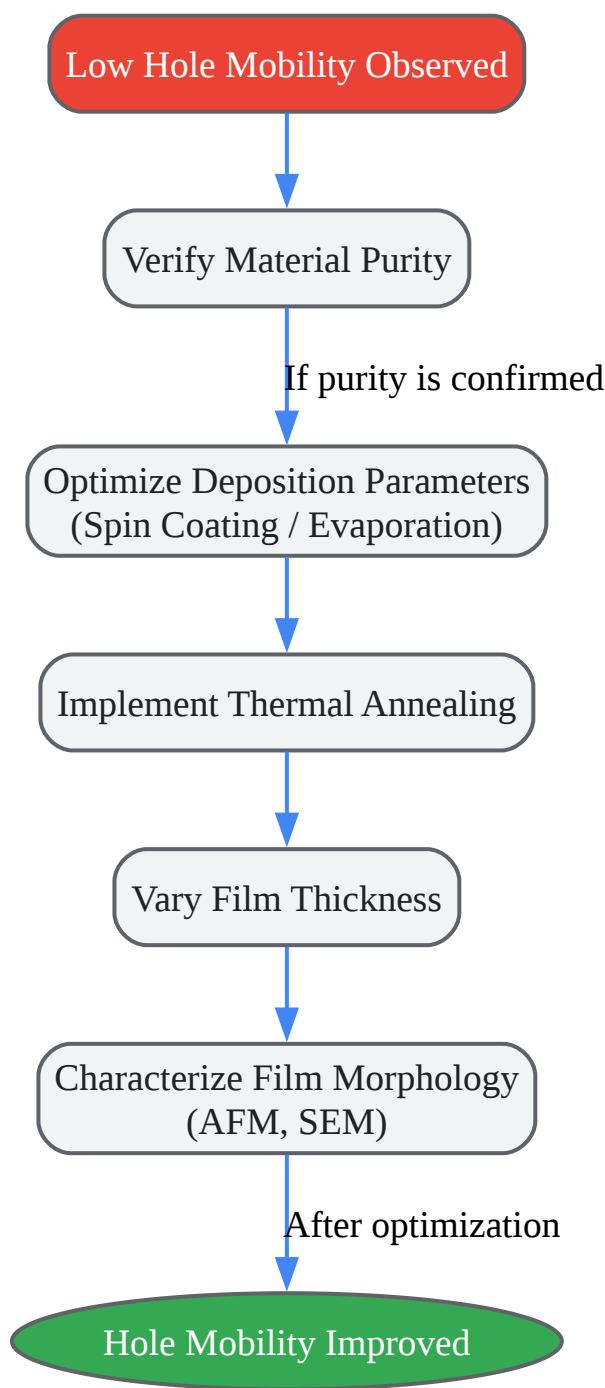 Low Hole Mobility Observed
Verify Material Purity
If purity is confirmed
Optimize Deposition Parameters
(Spin Coating / Evaporation)
Implement Thermal Annealing
Vary Film Thickness
Characterize Film Morphology
(AFM, SEM)
After optimization
Hole Mobility Improved